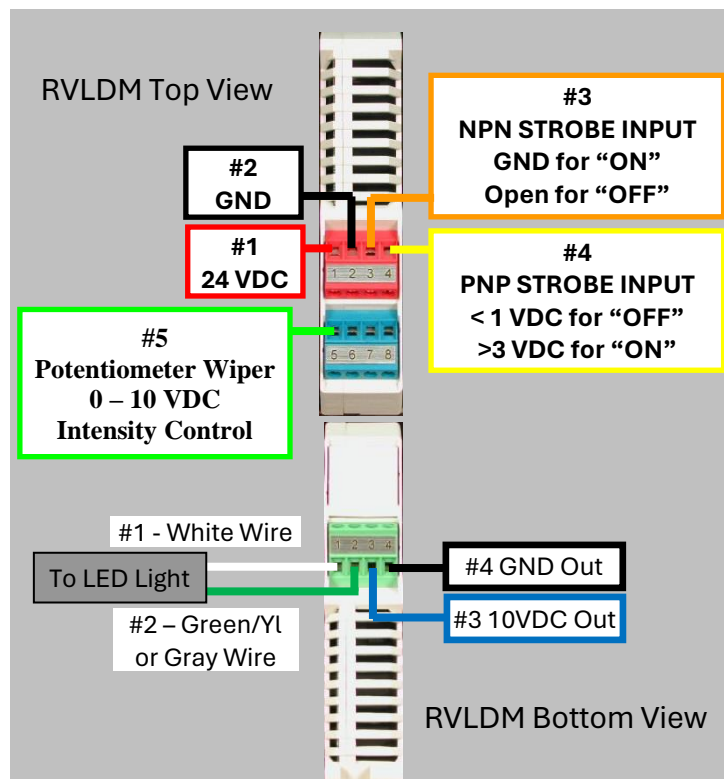 RVLDM Top View
#3
NPN STROBE INPUT
GND for “ON”
Open for “OFF”
#2
GND
#1
24 VDC
1 2 3 4
#4
PNP STROBE INPUT
< 1 VDC for “OFF”
>3 VDC for “ON”
#5
Potentiometer Wiper
0 – 10 VDC
Intensity Control
5 6 7 8
#1 - White Wire
1 2 3 4
To LED Light
#4 GND Out
#2 – Green/Yl
or Gray Wire
#3 10VDC Out
RVLDM Bottom View